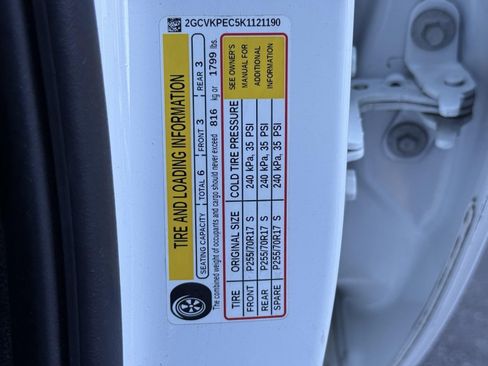 2GCVKPEC5K1121190
TIRE AND LOADING INFORMATION
SEATING CAPACITY TOTAL 6 FRONT 3 REAR 3
The combined weight of occupants and cargo should never exceed 816 kg or 1799 lbs.
TIRE ORIGINAL SIZE COLD TIRE PRESSURE
FRONT P255/70R17 S 240 kPa, 35 PSI
REAR P255/70R17 S 240 kPa, 35 PSI
SPARE P255/70R17 S 240 kPa, 35 PSI
SEE OWNER'S
MANUAL FOR
ADDITIONAL
INFORMATION